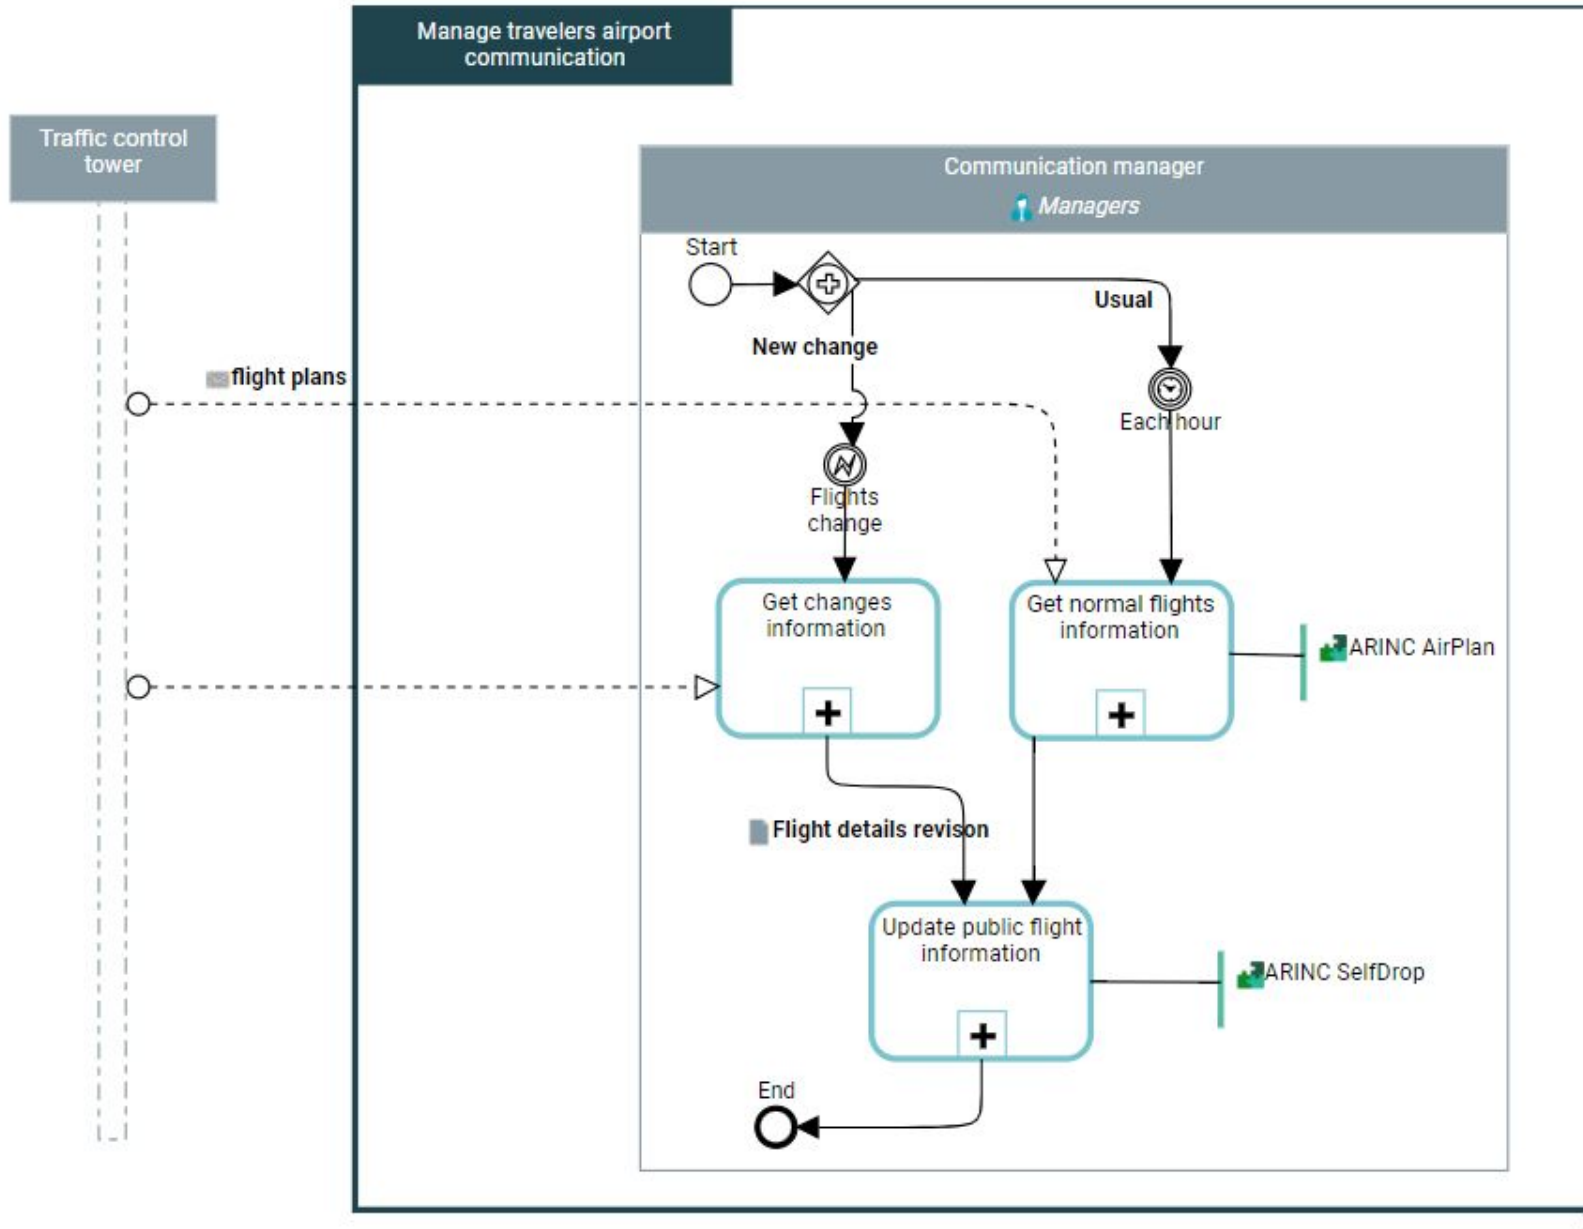 Manage travelers airport
communication
Traffic control
tower
Communication manager
Managers
Start
Usual
New change
flight plans
Each hour
Flights
change
Get changes
information
Get normal flights
information
ARINC AirPlan
Flight details revison
Update public flight
information
ARINC SelfDrop
End